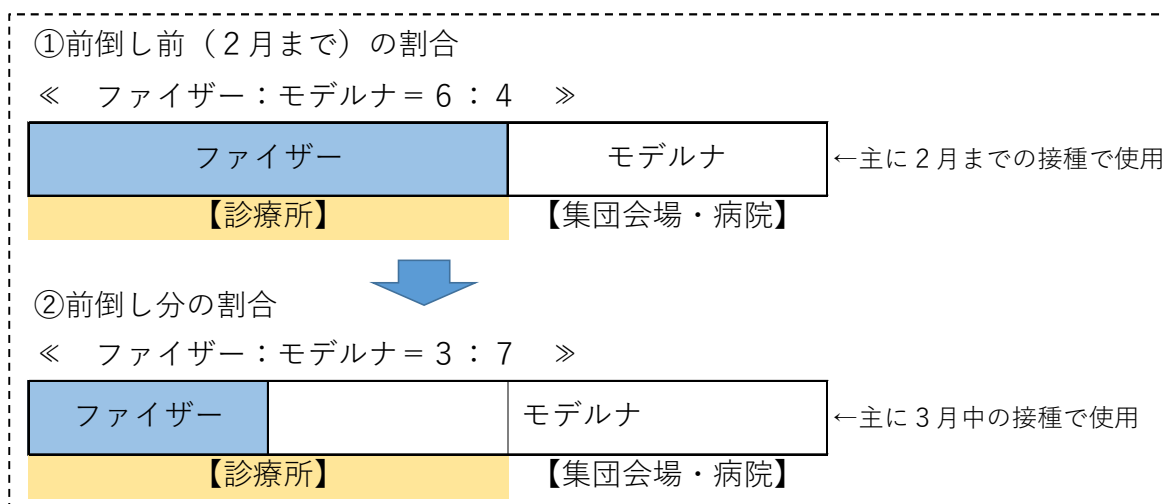 ①前倒し前（２月まで）の割合
≪　ファイザー：モデルナ＝６：４　≫
ファイザー　モデルナ　←主に２月までの接種で使用
【診療所】　【集団会場・病院】
②前倒し分の割合
≪　ファイザー：モデルナ＝３：７　≫
ファイザー　モデルナ　←主に３月中の接種で使用
【診療所】　【集団会場・病院】